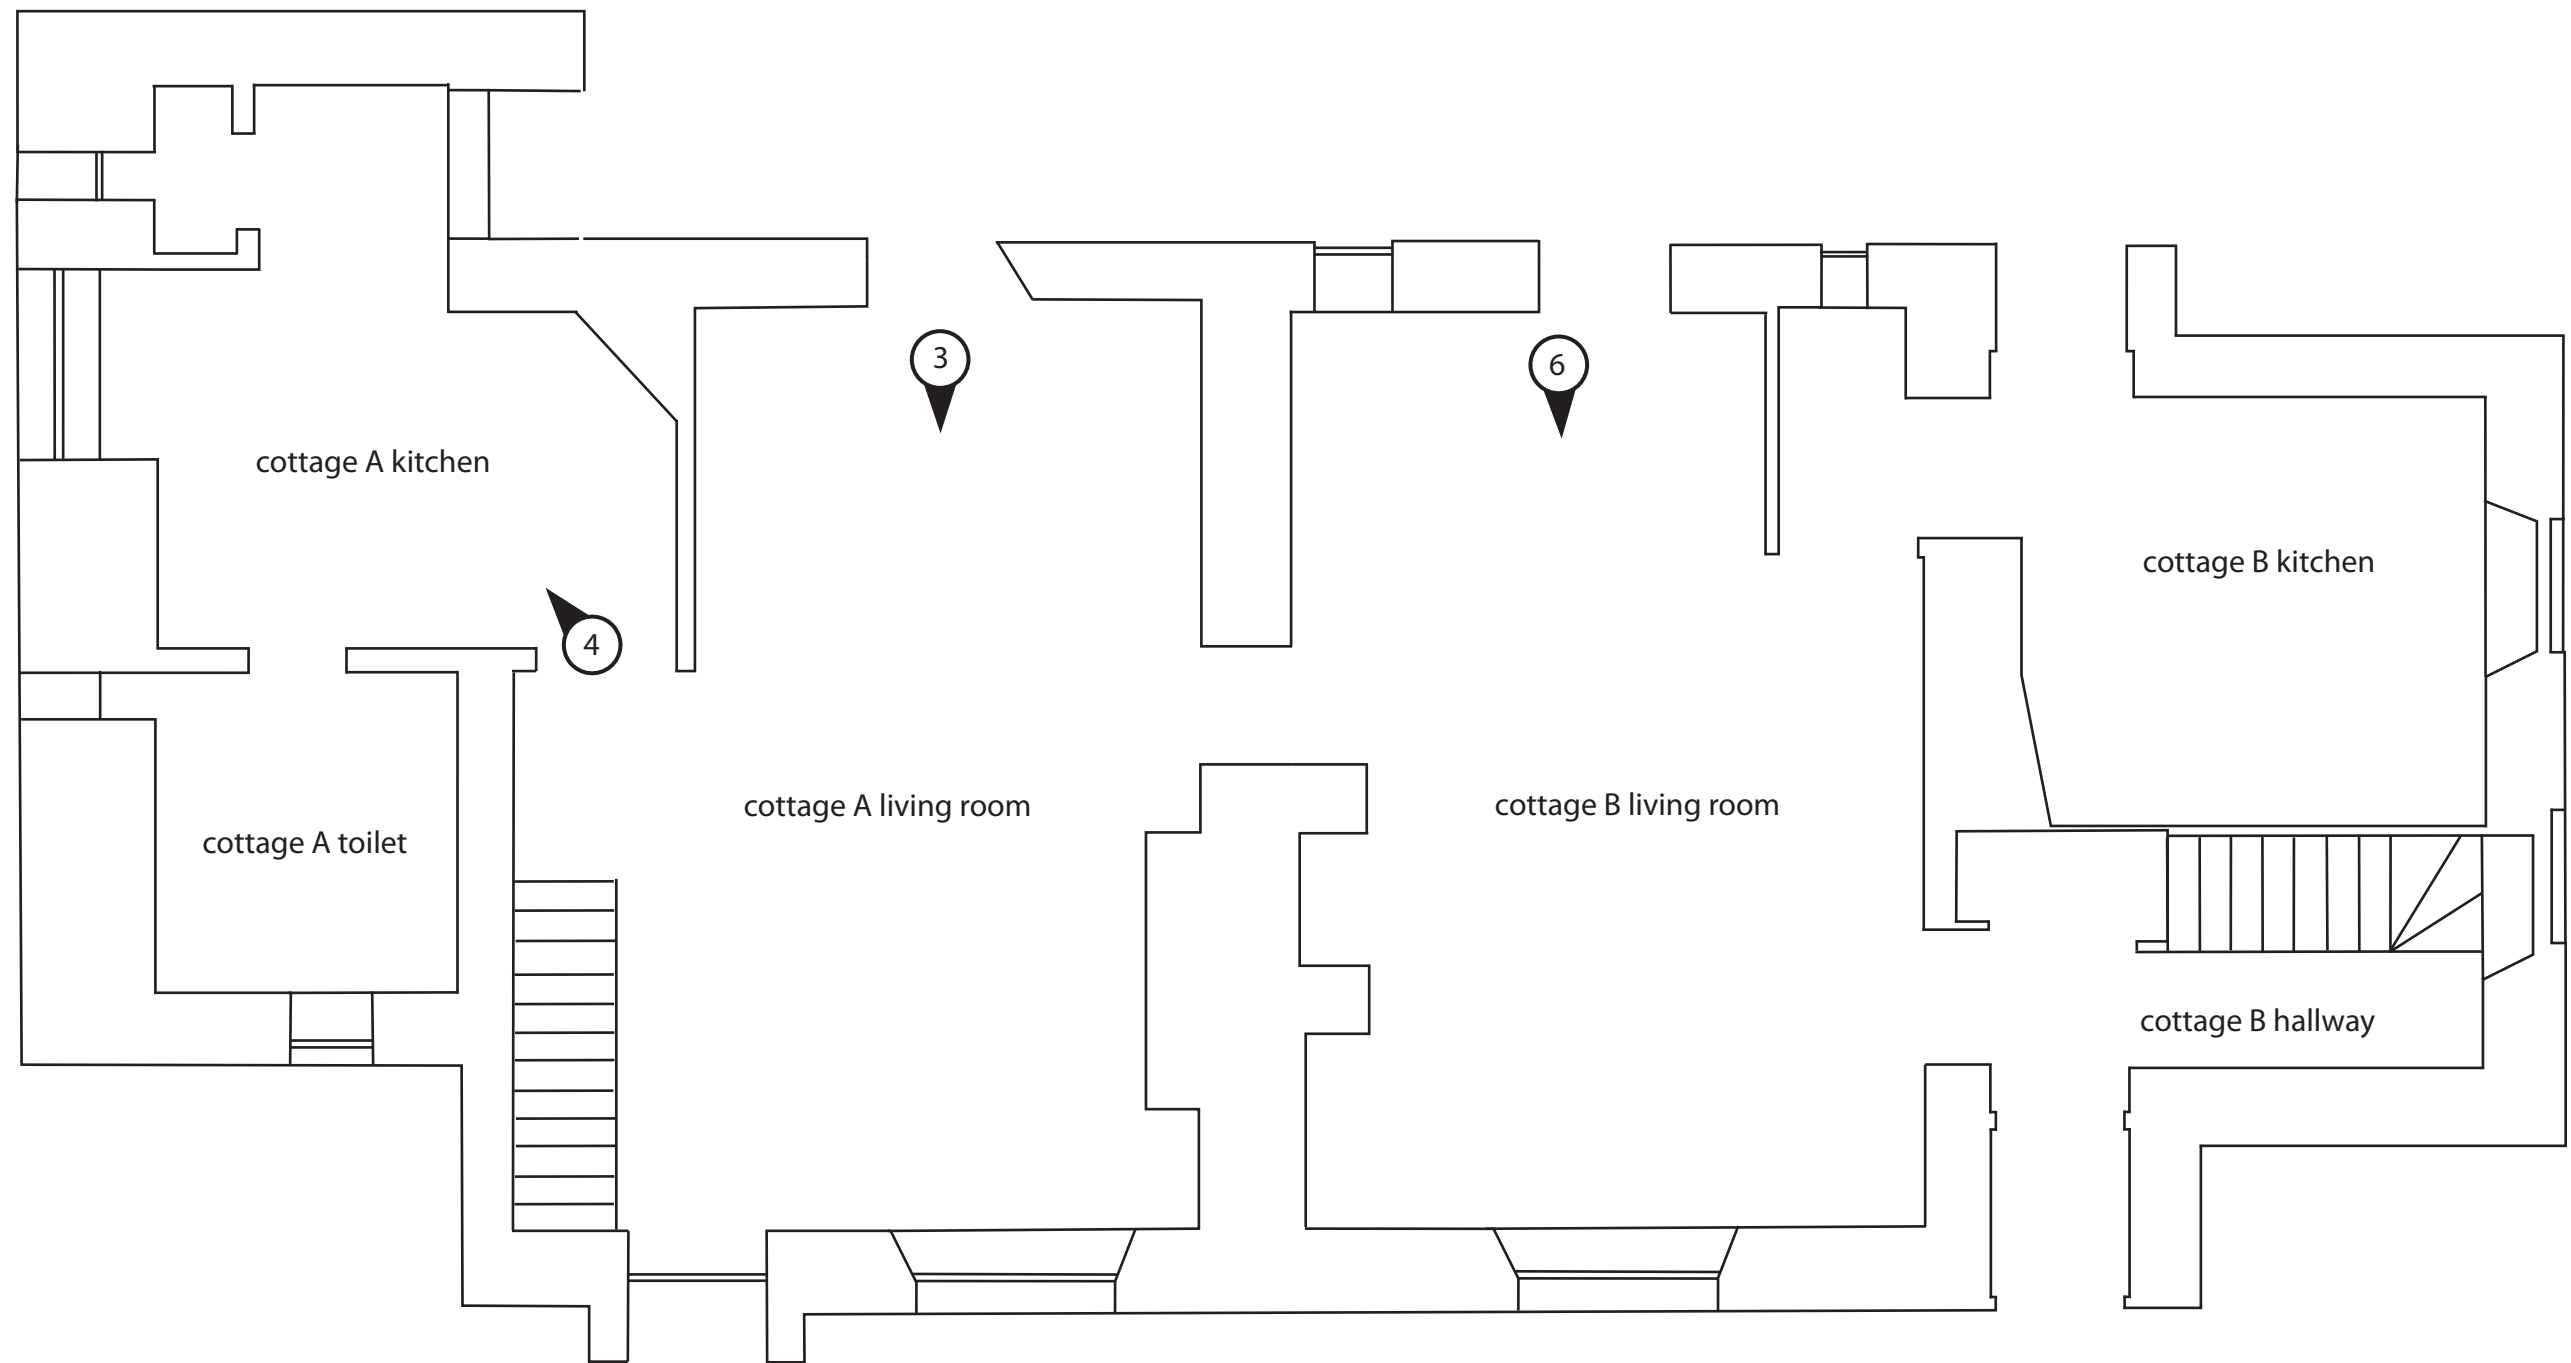 3
6
cottage A kitchen
cottage B kitchen
4
cottage A living room
cottage B living room
cottage A toilet
cottage B hallway